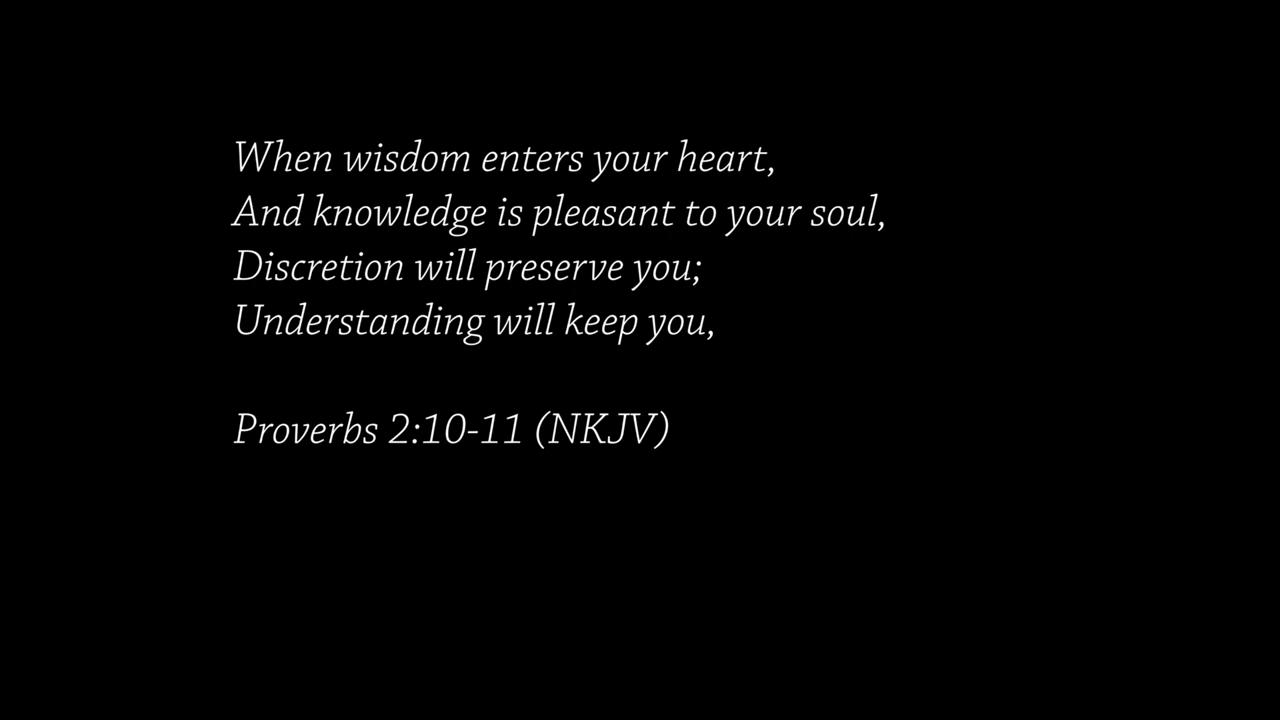 When wisdom enters your heart,
And knowledge is pleasant to your soul,
Discretion will preserve you;
Understanding will keep you,
Proverbs 2:10-11 (NKJV)